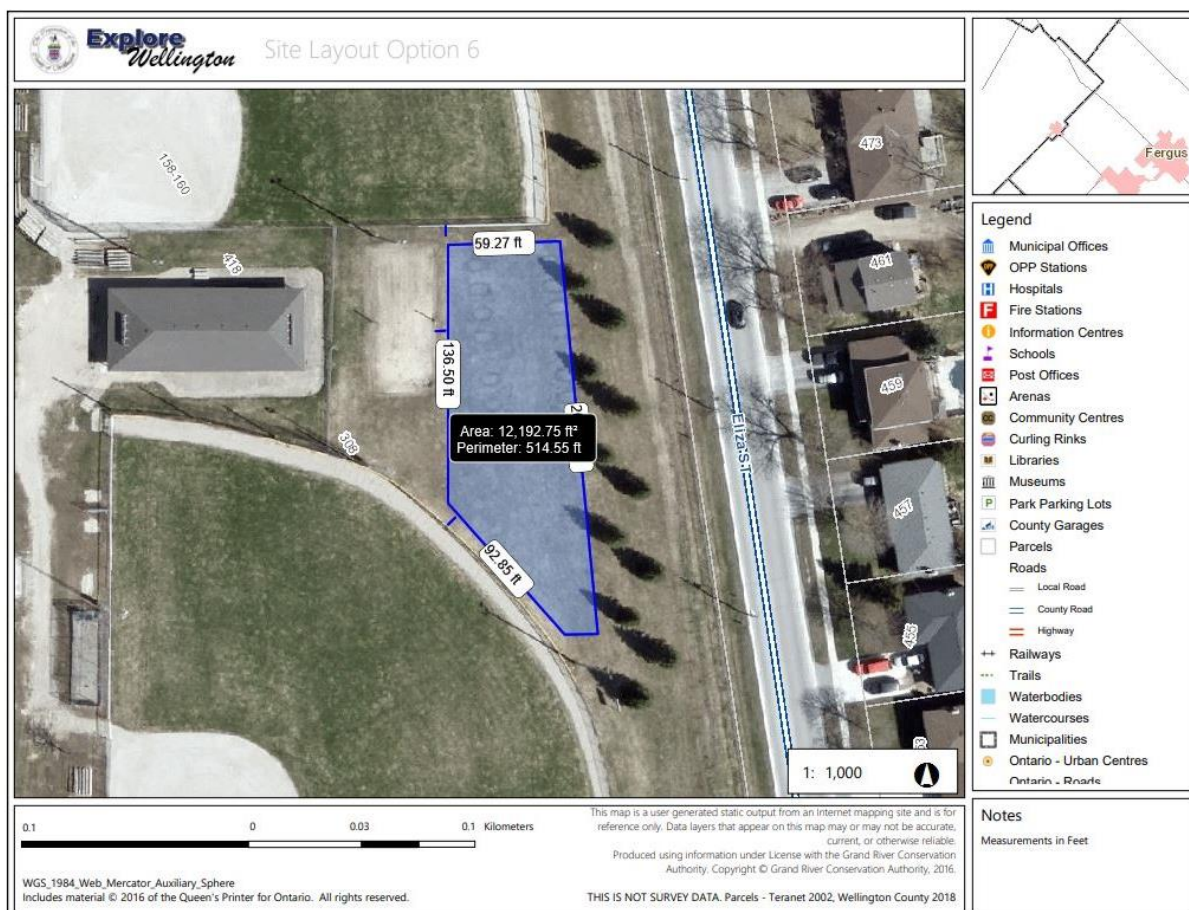 Explore
Wellington
Site Layout Option 6
158-160
418
308
59.27 ft
136.50 ft
Area: 12,192.75 ft²
Perimeter: 514.55 ft
92.85 ft
Eliza ST
473
461
459
457
455
1: 1,000
Fergus
Legend
Municipal Offices
OPP Stations
Hospitals
Fire Stations
Information Centres
Schools
Post Offices
Arenas
Community Centres
Curling Rinks
Libraries
Museums
Park Parking Lots
County Garages
Parcels
Roads
Local Road
County Road
Highway
Railways
Trails
Waterbodies
Watercourses
Municipalities
Ontario - Urban Centres
Ontario - Roads
0.1 0 0.03 0.1 Kilometers
WGS_1984_Web_Mercator_Auxiliary_Sphere
Includes material © 2016 of the Queen's Printer for Ontario. All rights reserved.
This map is a user generated static output from an Internet mapping site and is for
reference only. Data layers that appear on this map may or may not be accurate,
current, or otherwise reliable.
Produced using information under License with the Grand River Conservation
Authority. Copyright © Grand River Conservation Authority, 2016.
THIS IS NOT SURVEY DATA. Parcels - Teranet 2002, Wellington County 2018
Notes
Measurements in Feet